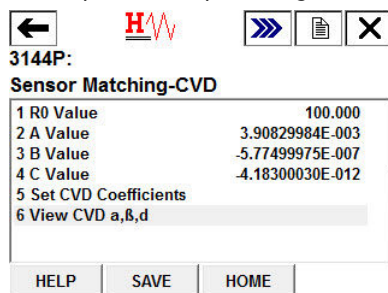 H
3144P:
Sensor Matching-CVD
1 R0 Value 100.000
2 A Value 3.90829984E-003
3 B Value -5.77499975E-007
4 C Value -4.18300030E-012
5 Set CVD Coefficients
6 View CVD a,ß,d
HELP SAVE HOME